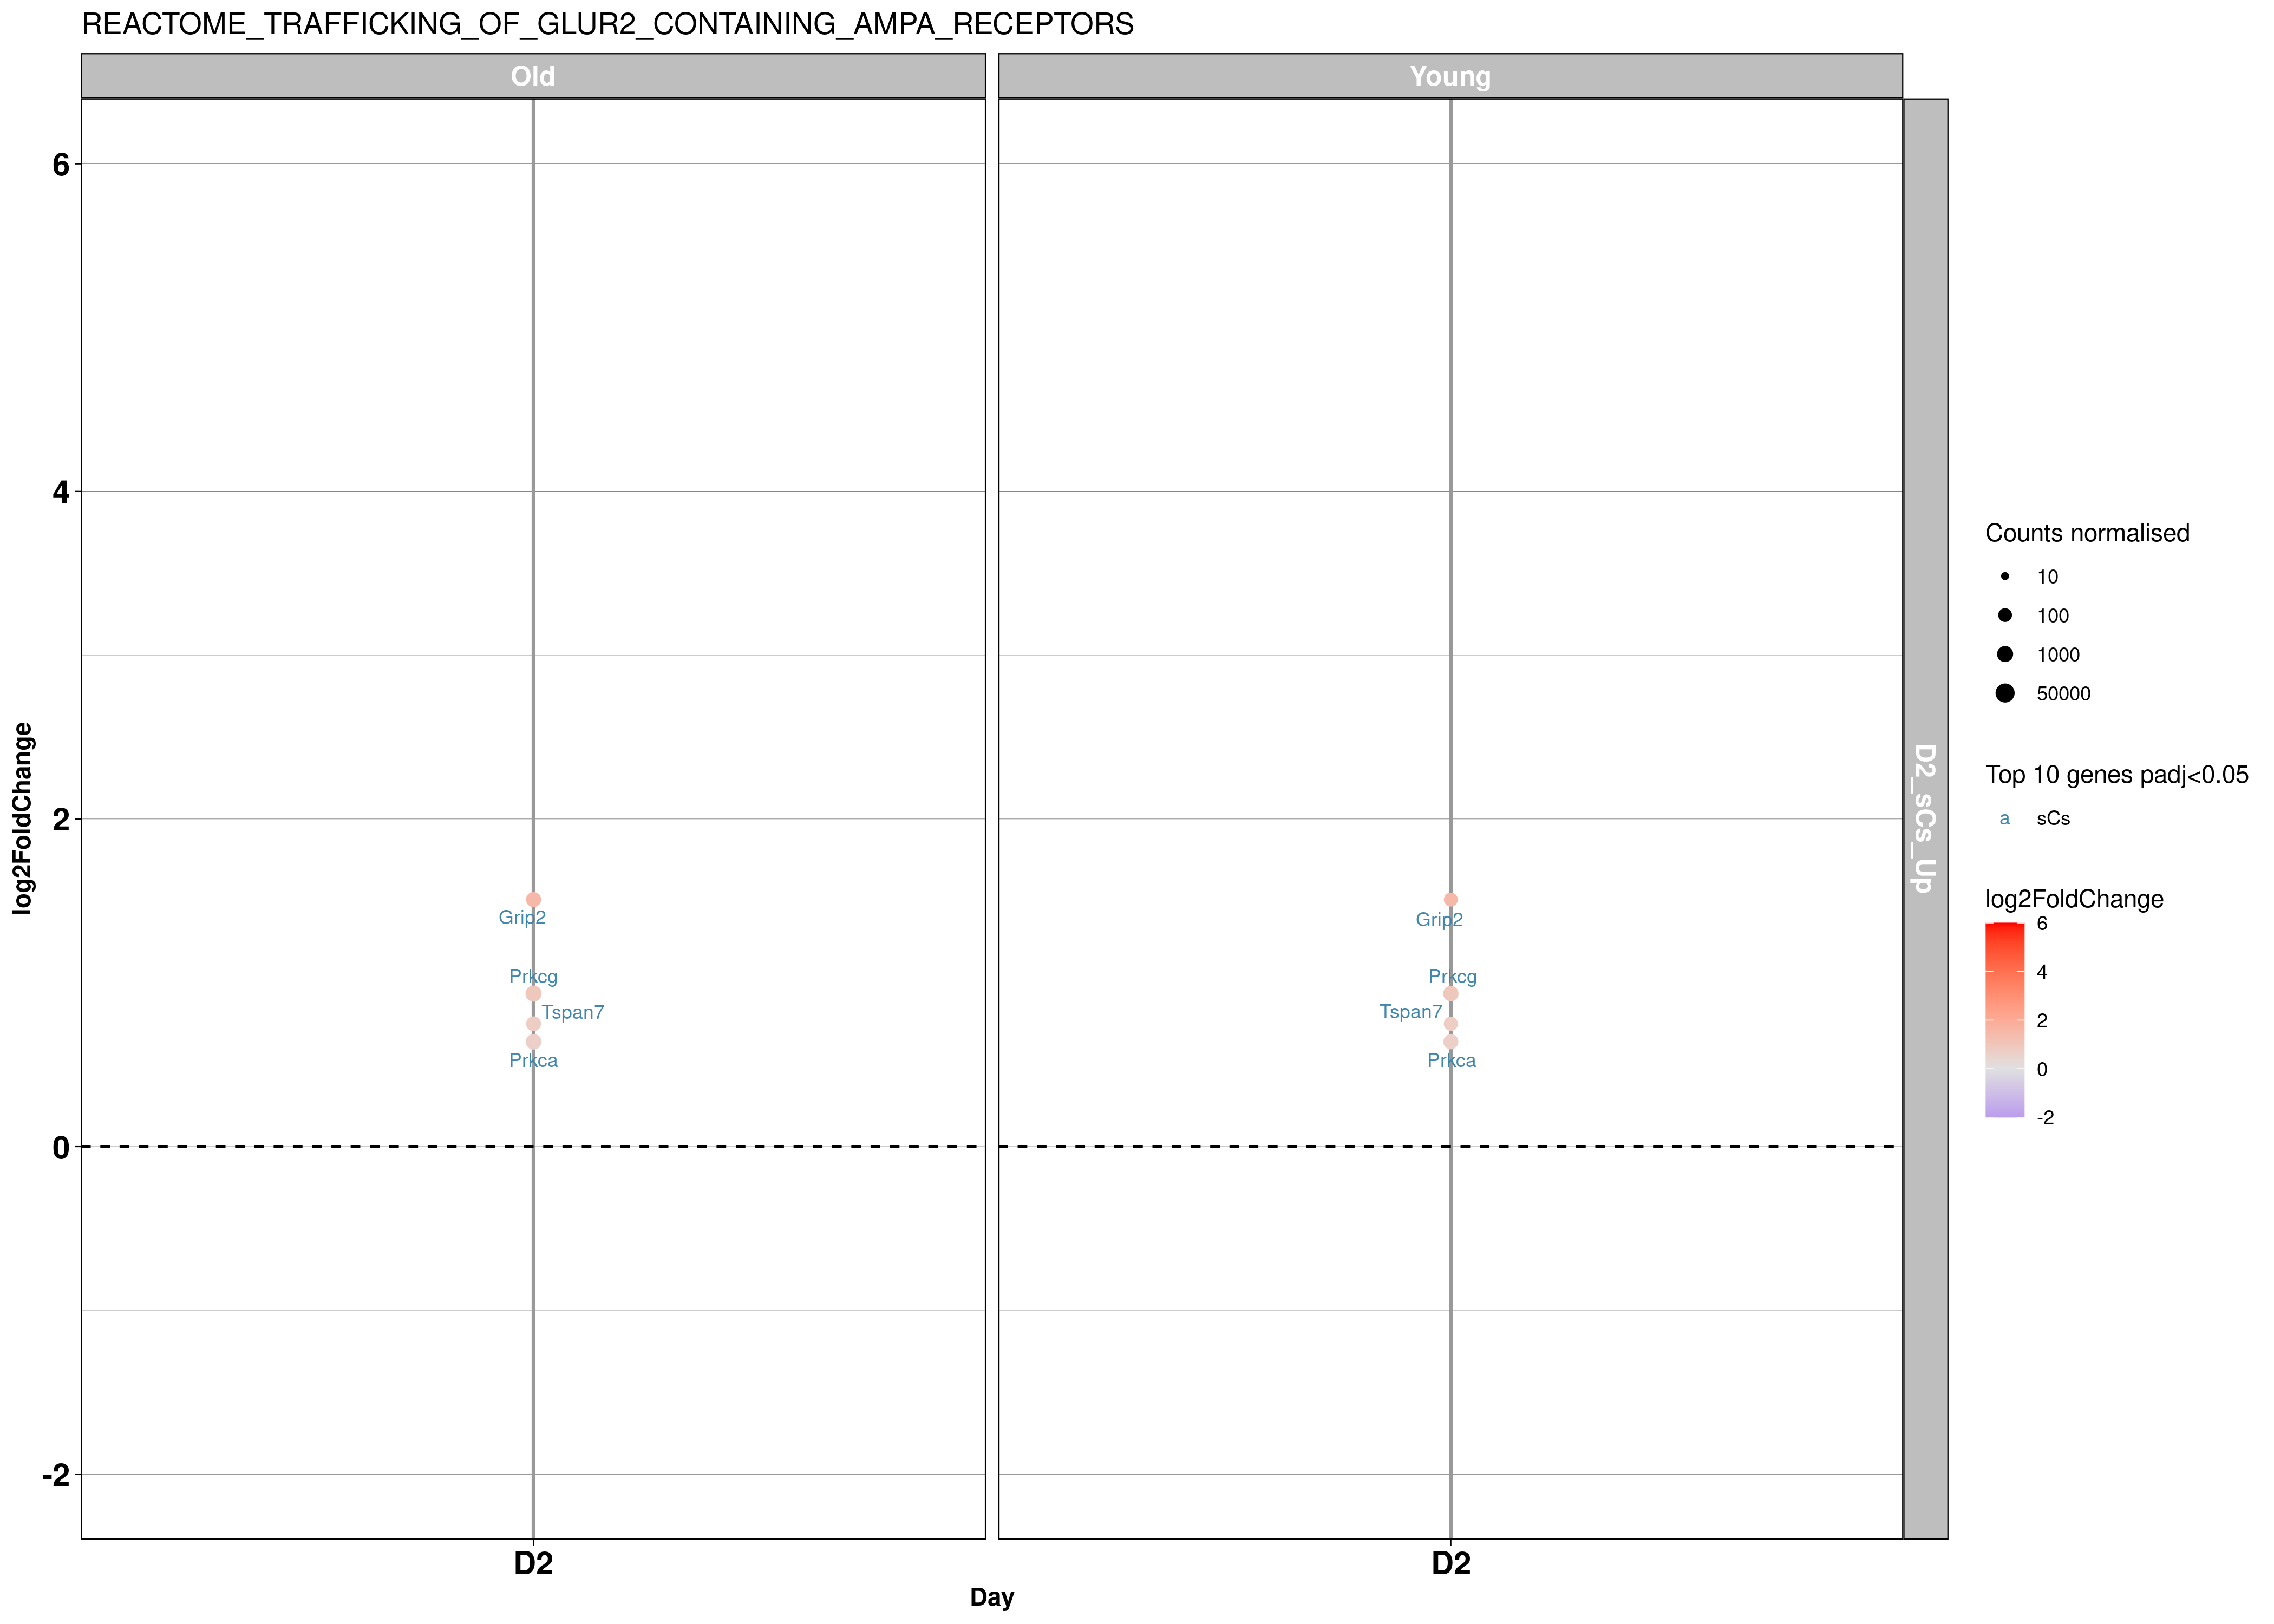 REACTOME_TRAFFICKING_OF_GLUR2_CONTAINING_AMPA_RECEPTORS
Old
Young
6
4
2
0
-2
log2FoldChange
Grip2
Prkcg
Tspan7
Prkca
Grip2
Prkcg
Tspan7
Prkca
D2_sCs_Up
D2
D2
Day
Counts normalised
10
100
1000
50000
Top 10 genes padj<0.05
a sCs
log2FoldChange
6
4
2
0
-2